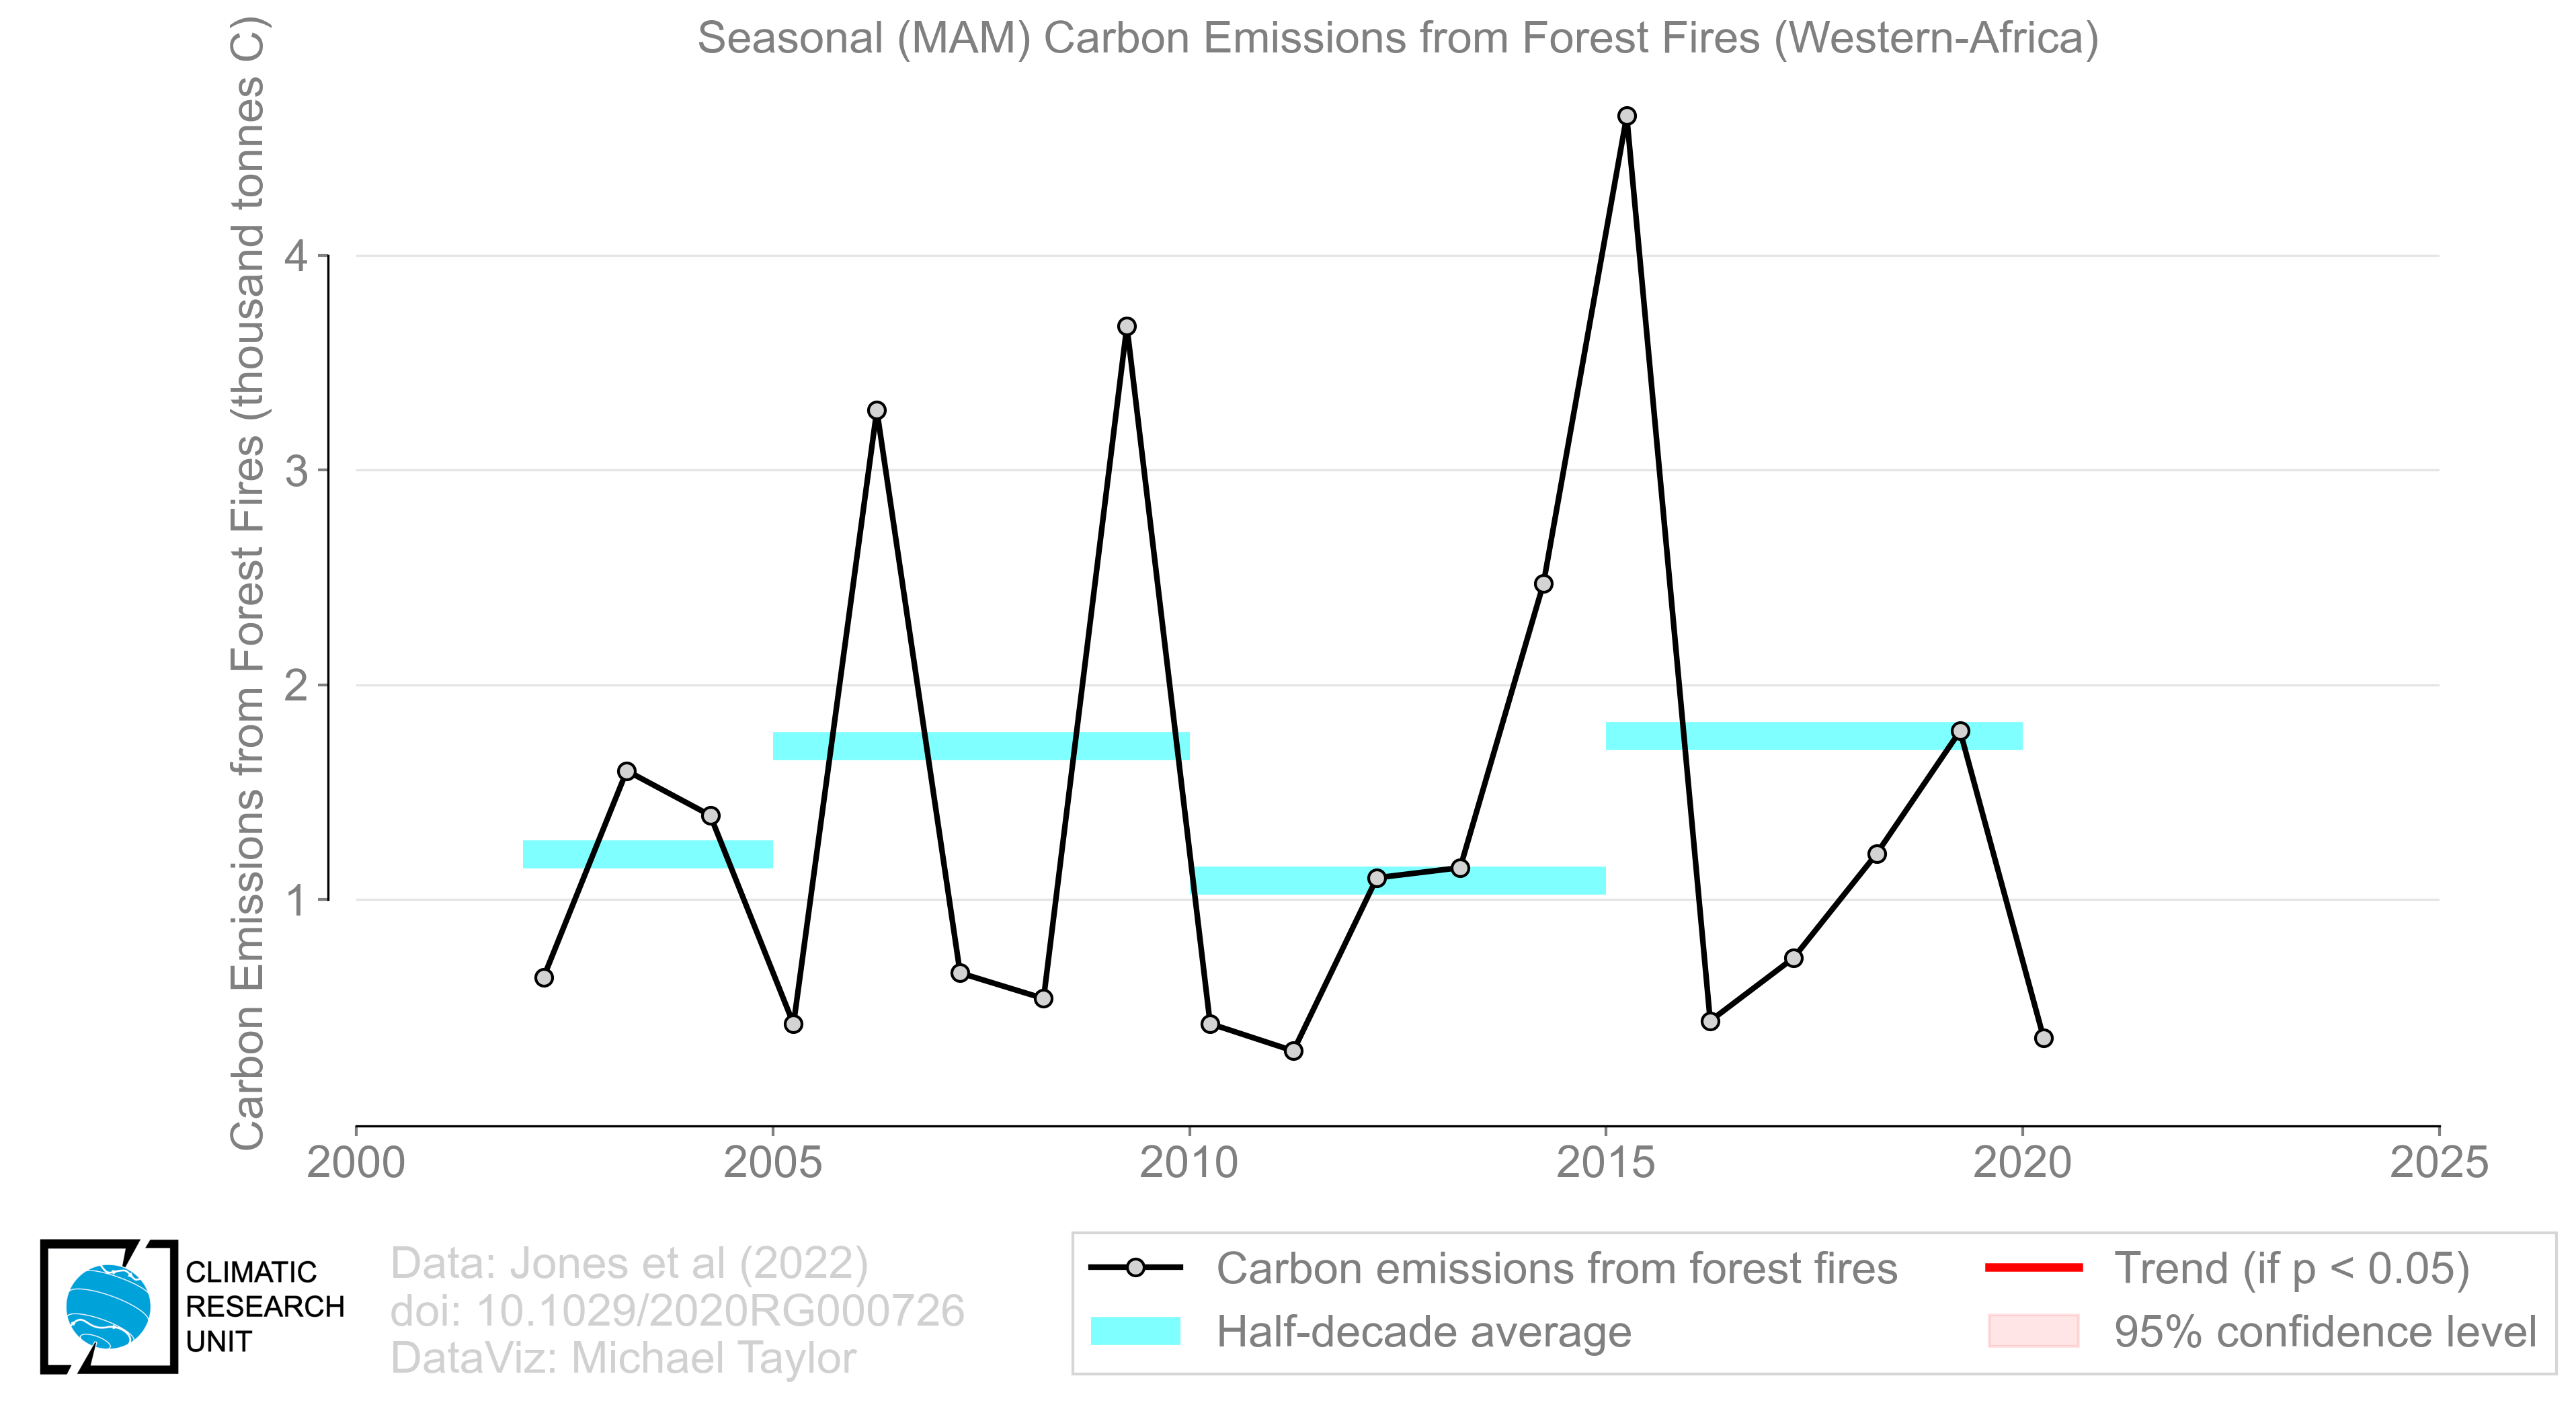 Seasonal (MAM) Carbon Emissions from Forest Fires (Western-Africa)
Carbon Emissions from Forest Fires (thousand tonnes C)
4
3
2
1
2000 2005 2010 2015 2020 2025
CLIMATIC
RESEARCH
UNIT
Data: Jones et al (2022)
doi: 10.1029/2020RG000726
DataViz: Michael Taylor
Carbon emissions from forest fires
Half-decade average
Trend (if p < 0.05)
95% confidence level